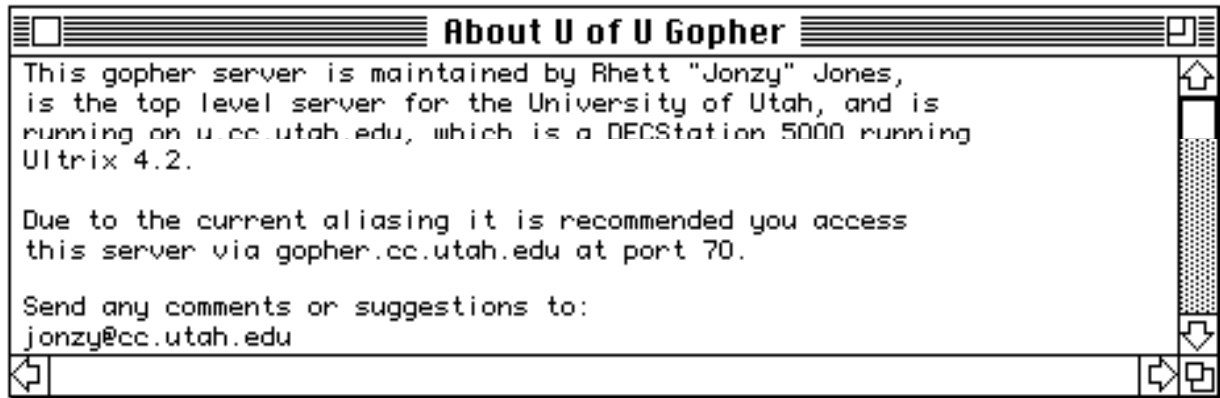 About U of U Gopher
This gopher server is maintained by Rhett "Jonzy" Jones,
is the top level server for the University of Utah, and is
running on u.cc.utah.edu, which is a DECStation 5000 running
Ultrix 4.2.
Due to the current aliasing it is recommended you access
this server via gopher.cc.utah.edu at port 70.
Send any comments or suggestions to:
jonzy@cc.utah.edu